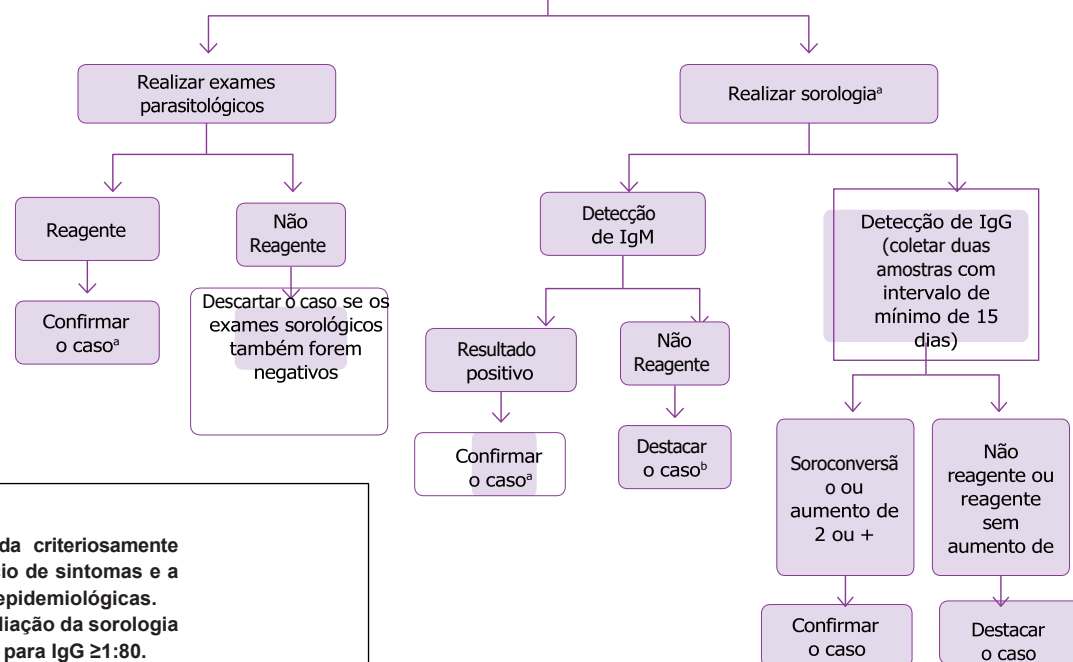 Realizar exames
parasitológicos
Realizar sorologiaª
Reagente
Não
Reagente
Confirmar
o casoª
Descartar o caso se os
exames sorológicos
também forem
negativos
Detecção
de IgM
Resultado
positivo
Não
Reagente
Confirmar
o casoª
Destacar
o casoᵇ
Detecção de IgG
(coletar duas
amostras com
intervalo de
mínimo de 15
dias)
Soroconversã
o ou
aumento de
2 ou +
Não
reagente ou
reagente
sem
aumento de
Confirmar
o caso
Destacar
o caso
da criteriosamente
io de sintomas e a
epidemiológicas.
liação da sorologia
para IgG ≥1:80.